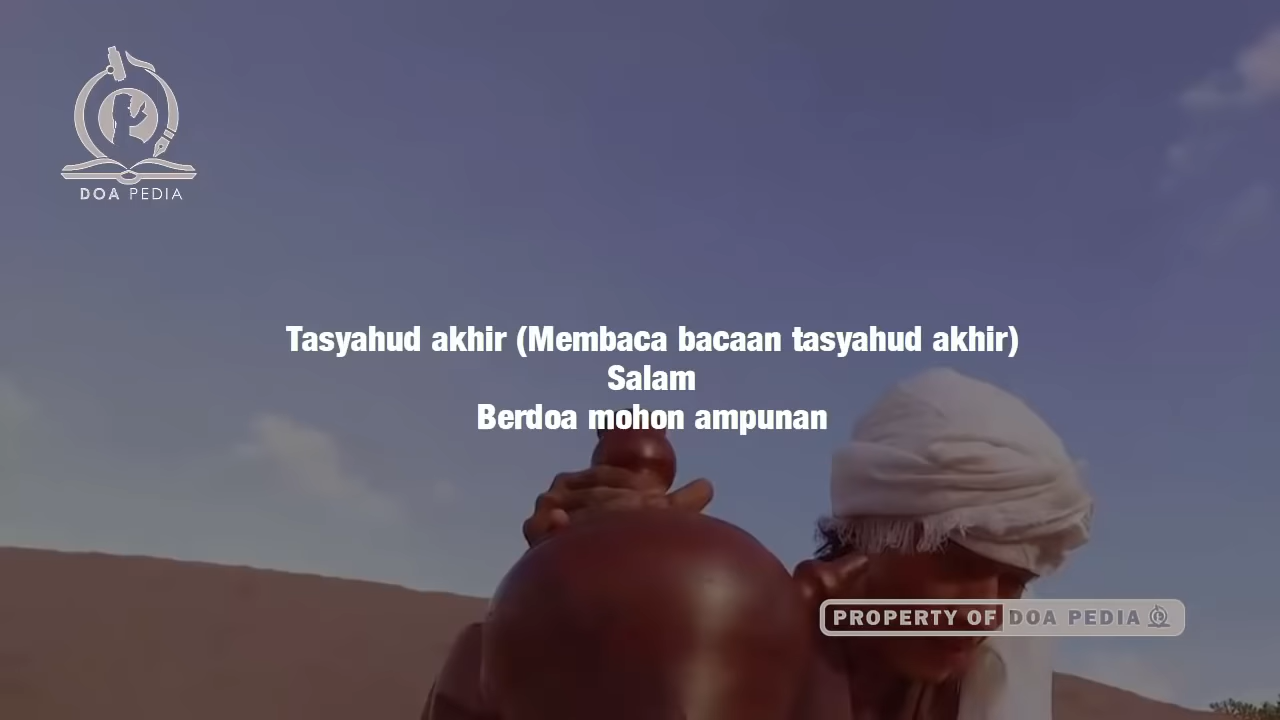 DOA PEDIA
Tasyahud akhir (Membaca bacaan tasyahud akhir)
Salam
Berdoa mohon ampunan
PROPERTY OF DOA PEDIA